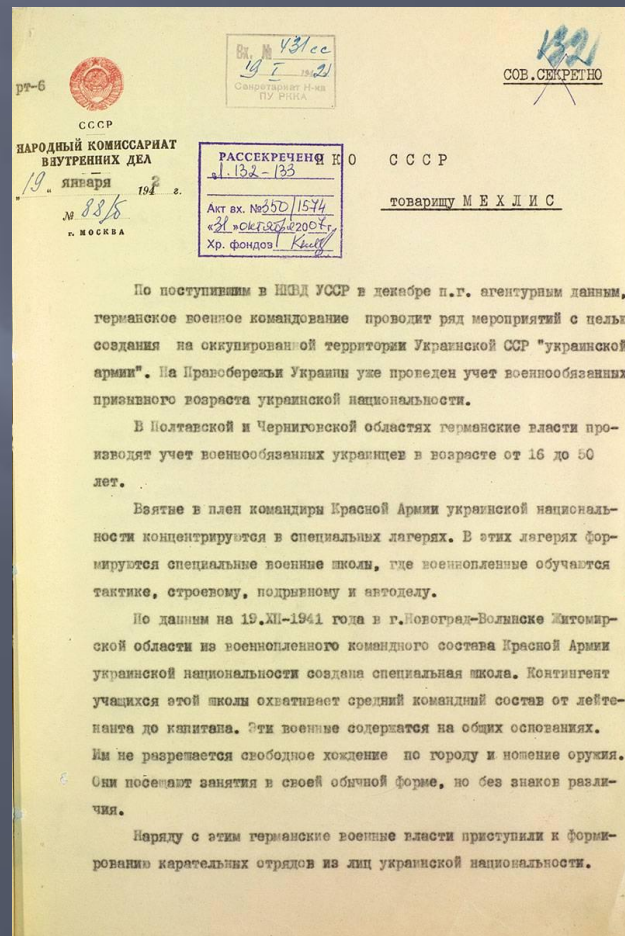 132
Вх. № 431сс
19 I 1942
Секретариат Н-ка
ПУ РККА
СОВ.СЕКРЕТНО
рт-6
СССР
НАРОДНЫЙ КОМИССАРИАТ
ВНУТРЕННИХ ДЕЛ
"19" января 1942 г.
№ 88/Б
г. МОСКВА
РАССЕКРЕЧЕНО
л. 132-133
Акт вх. № 350/1574
«31» октября 2007 г.
Хр. фондов
НКО СССР
товарищу МЕХЛИС
По поступившим в НКВД УССР в декабре п.г. агентурным данным,
германское военное командование проводит ряд мероприятий с целью
создания на оккупированной территории Украинской ССР "украинской
армии". На Правобережьи Украины уже проведен учет военнообязанных
призывного возраста украинской национальности.
В Полтавской и Черниговской областях германские власти про-
изводят учет военнообязанных украинцев в возрасте от 16 до 50
лет.
Взятые в плен командиры Красной Армии украинской националь-
ности концентрируются в специальных лагерях. В этих лагерях фор-
мируются специальные военные школы, где военнопленные обучаются
тактике, строевому, подрывному и автоделу.
По данным на 19.XII-1941 года в г.Новоград-Волынске Житомир-
ской области из военнопленного командного состава Красной Армии
украинской национальности создана специальная школа. Контингент
учащихся этой школы охватывает средний командный состав от лейте-
нанта до капитана. Эти военные содержатся на общих основаниях.
Им не разрешается свободное хождение по городу и ношение оружия.
Они посещают занятия в своей обычной форме, но без знаков разли-
чия.
Наряду с этим германские военные власти приступили к форми-
рованию карательных отрядов из лиц украинской национальности.